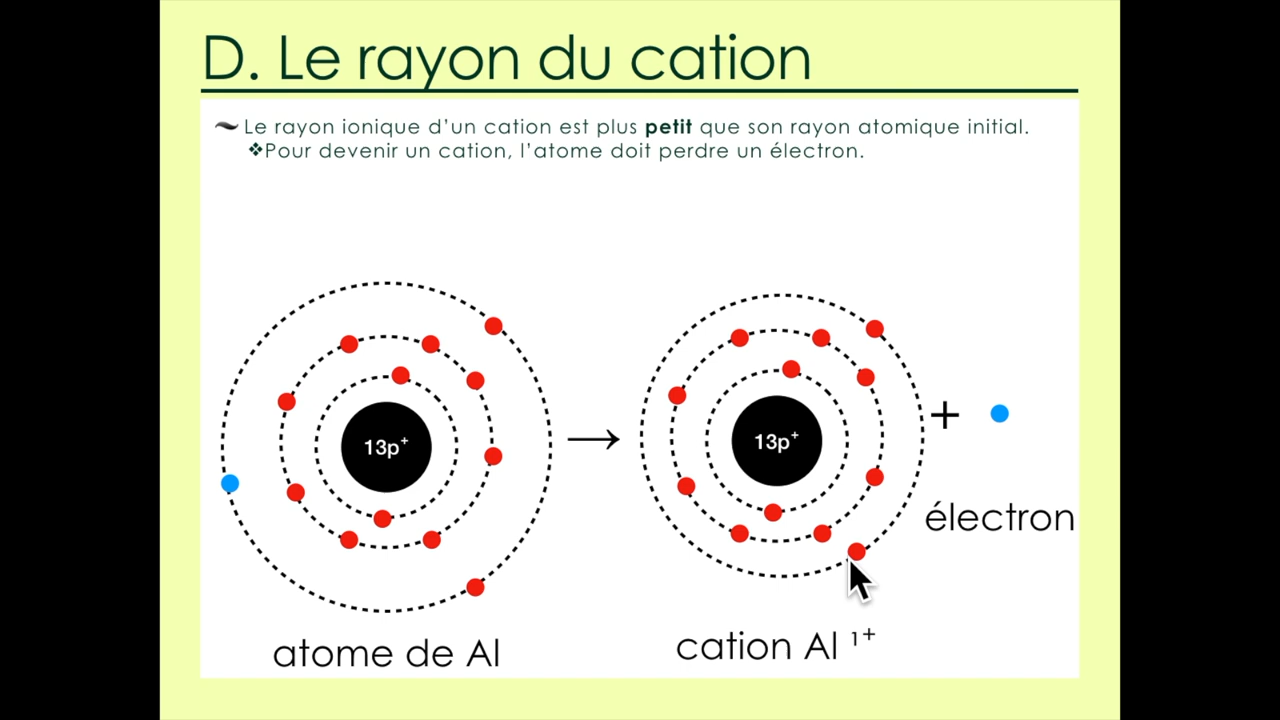 D. Le rayon du cation
Le rayon ionique d'un cation est plus petit que son rayon atomique initial.
❖Pour devenir un cation, l'atome doit perdre un électron.
13p⁺
→
13p⁺
+
électron
atome de Al
cation Al ¹⁺